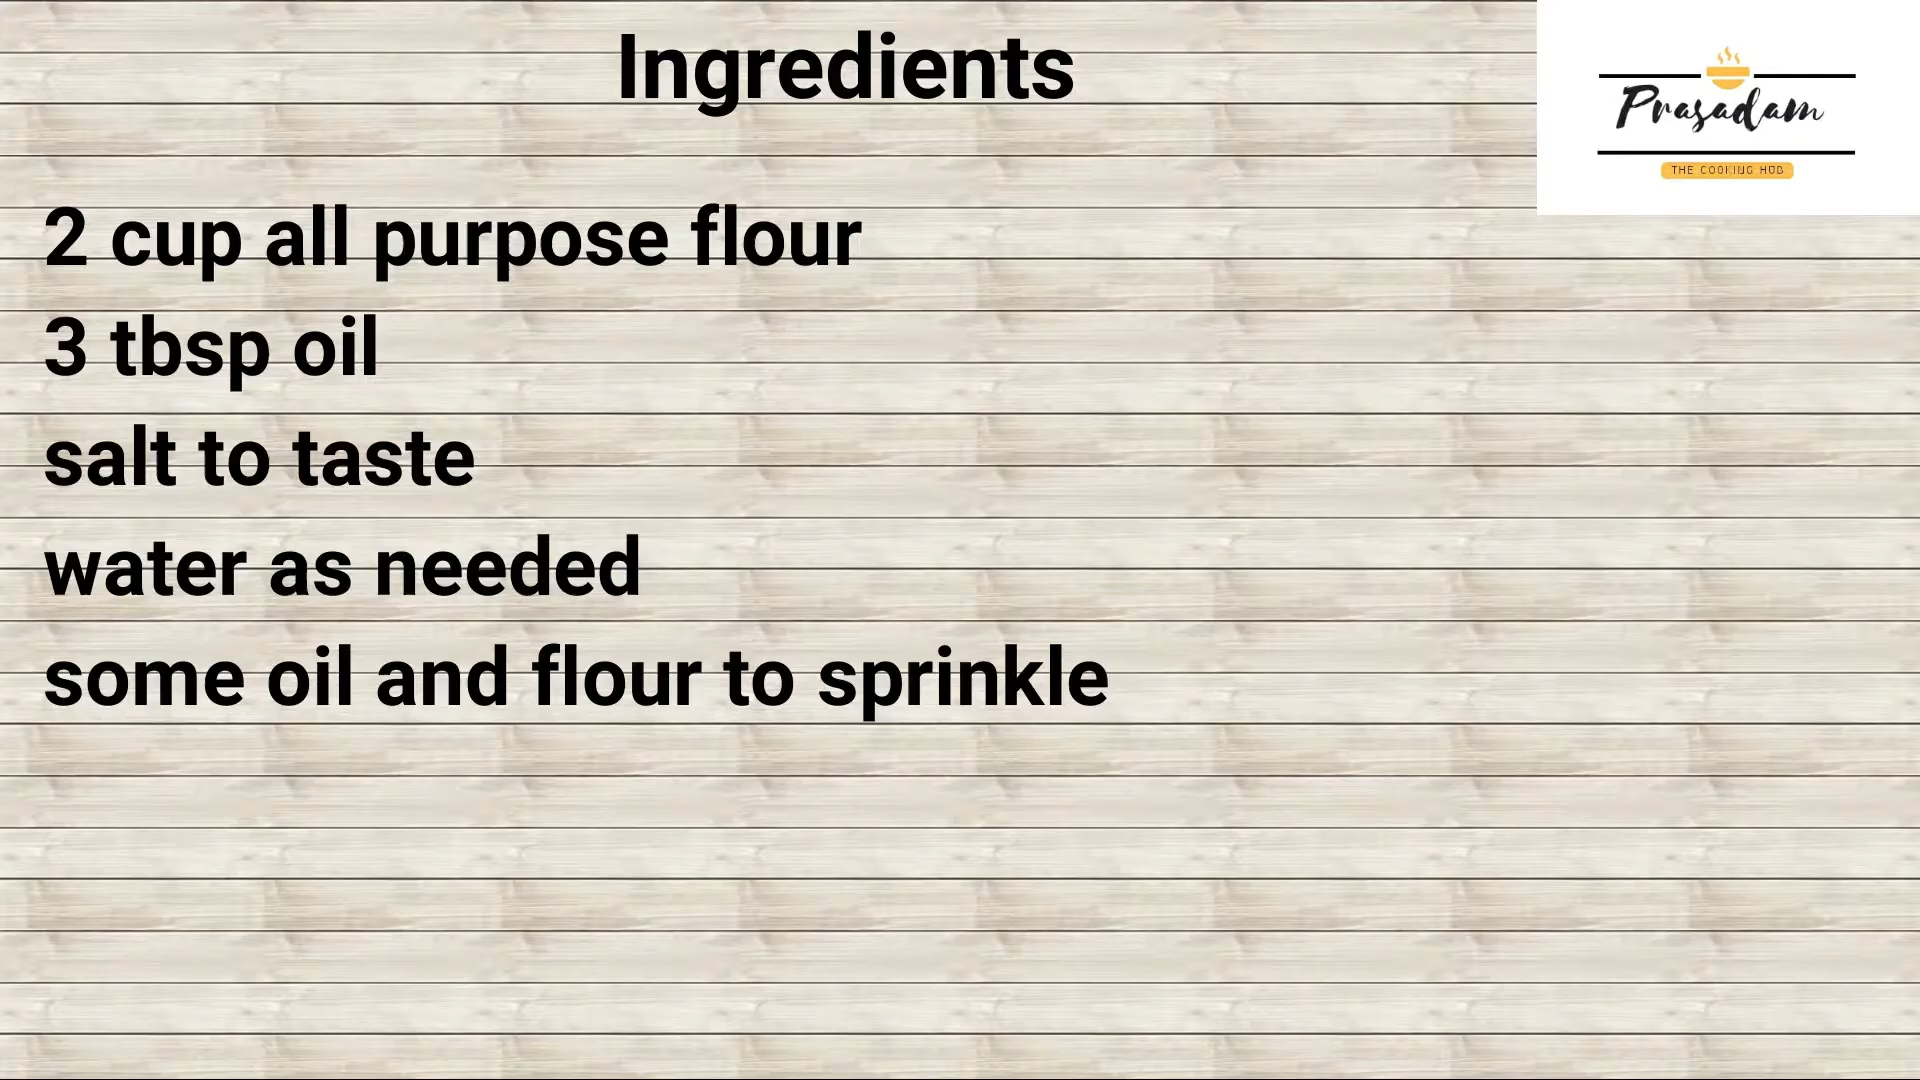 Ingredients
Prasadam
THE COOKING HUB
2 cup all purpose flour
3 tbsp oil
salt to taste
water as needed
some oil and flour to sprinkle